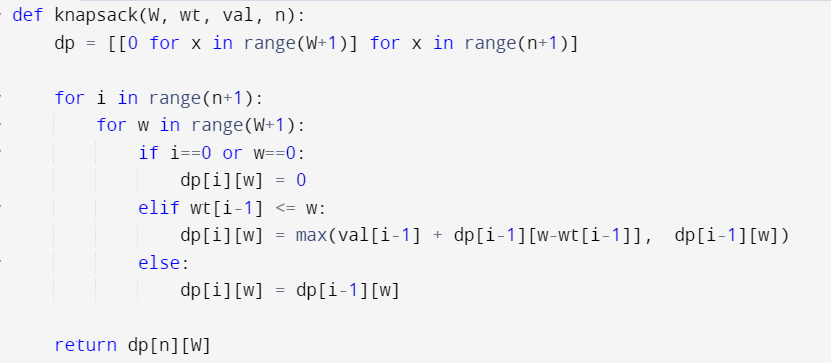 def knapsack(W, wt, val, n):
    dp = [[0 for x in range(W+1)] for x in range(n+1)]

    for i in range(n+1):
        for w in range(W+1):
            if i==0 or w==0:
                dp[i][w] = 0
            elif wt[i-1] <= w:
                dp[i][w] = max(val[i-1] + dp[i-1][w-wt[i-1]],  dp[i-1][w])
            else:
                dp[i][w] = dp[i-1][w]

    return dp[n][W]